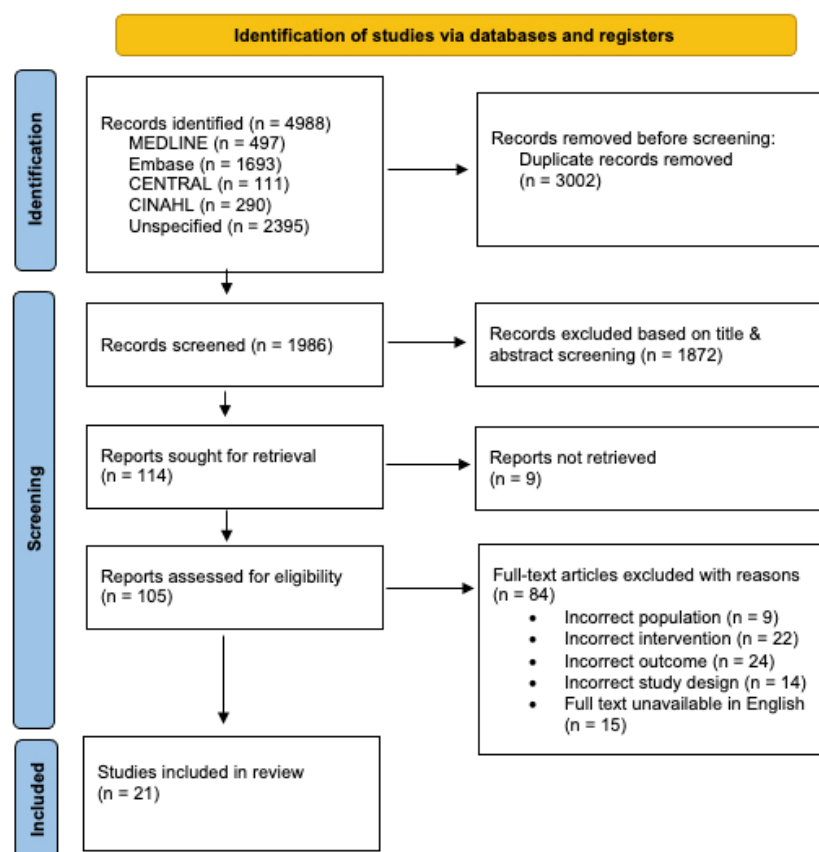 Identification of studies via databases and registers
Identification
Records identified (n = 4988)
MEDLINE (n = 497)
Embase (n = 1693)
CENTRAL (n = 111)
CINAHL (n = 290)
Unspecified (n = 2395)
Records removed before screening:
Duplicate records removed
(n = 3002)
Screening
Records screened (n = 1986)
Records excluded based on title &
abstract screening (n = 1872)
Reports sought for retrieval
(n = 114)
Reports not retrieved
(n = 9)
Reports assessed for eligibility
(n = 105)
Full-text articles excluded with reasons
(n = 84)
• Incorrect population (n = 9)
• Incorrect intervention (n = 22)
• Incorrect outcome (n = 24)
• Incorrect study design (n = 14)
• Full text unavailable in English
(n = 15)
Included
Studies included in review
(n = 21)